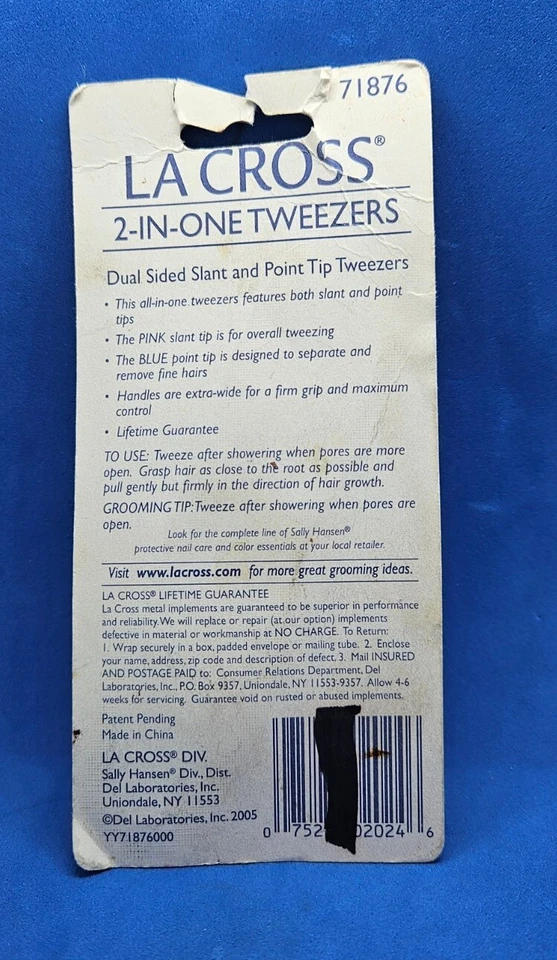 71876
LA CROSS®
2-IN-ONE TWEEZERS
Dual Sided Slant and Point Tip Tweezers
• This all-in-one tweezers features both slant and point
tips
• The PINK slant tip is for overall tweezing
• The BLUE point tip is designed to separate and
remove fine hairs
• Handles are extra-wide for a firm grip and maximum
control
• Lifetime Guarantee
TO USE: Tweeze after showering when pores are more
open. Grasp hair as close to the root as possible and
pull gently but firmly in the direction of hair growth.
GROOMING TIP: Tweeze after showering when pores are
open.
Look for the complete line of Sally Hansen®
protective nail care and color essentials at your local retailer.
Visit www.lacross.com for more great grooming ideas.
LA CROSS® LIFETIME GUARANTEE
La Cross metal implements are guaranteed to be superior in performance
and reliability. We will replace or repair (at our option) implements
defective in material or workmanship at NO CHARGE. To Return:
1. Wrap securely in a box, padded envelope or mailing tube. 2. Enclose
your name, address, zip code and description of defect. 3. Mail INSURED
AND POSTAGE PAID to: Consumer Relations Department, Del
Laboratories, Inc., P.O. Box 9357, Uniondale, NY 11553-9357. Allow 4-6
weeks for servicing. Guarantee void on rusted or abused implements.
Patent Pending
Made in China
LA CROSS® DIV.
Sally Hansen® Div., Dist.
Del Laboratories, Inc.
Uniondale, NY 11553
©Del Laboratories, Inc. 2005
YY71876000
0 752 02024 6